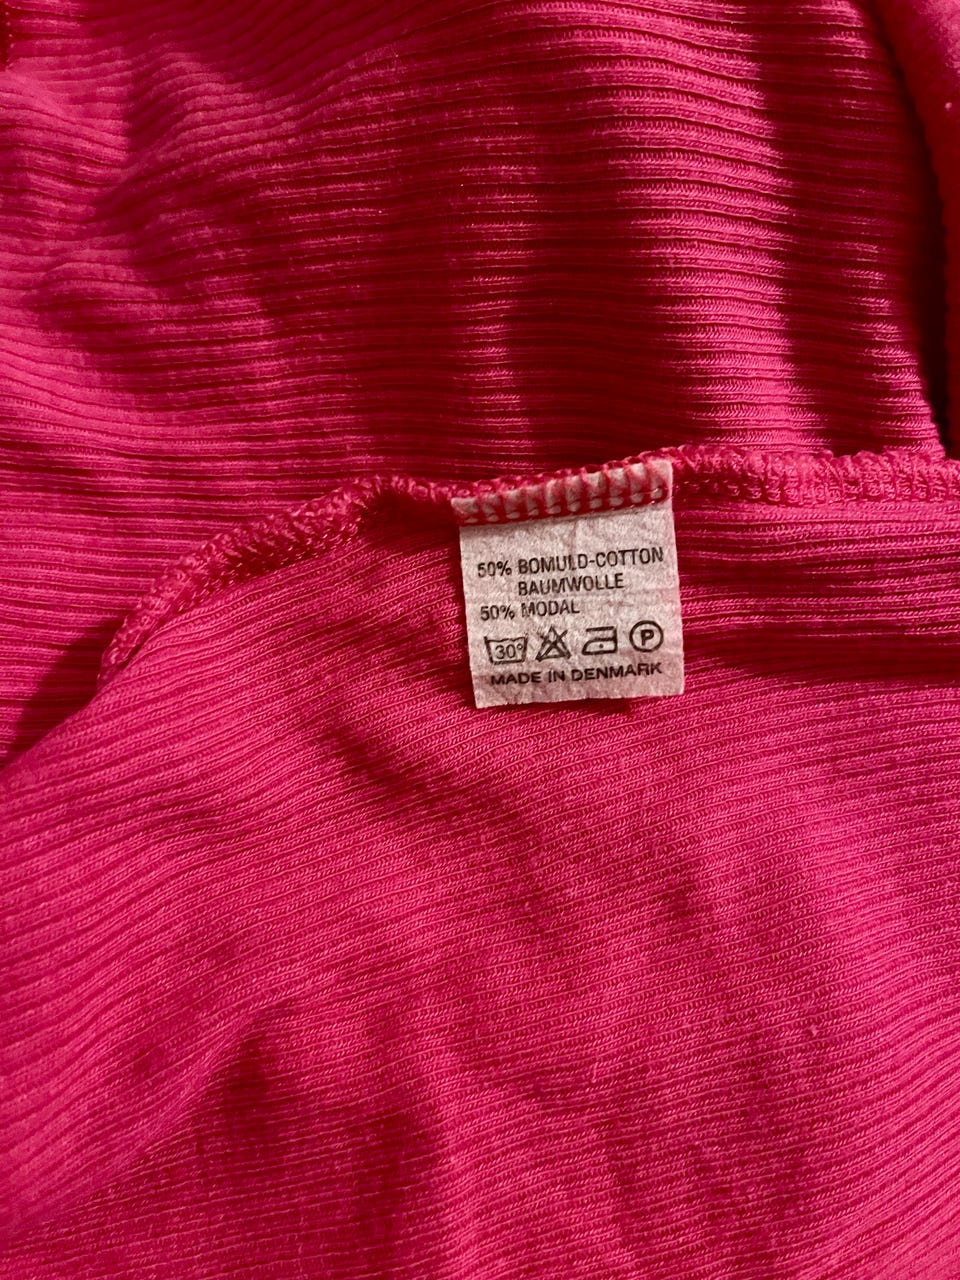 50% BOMULD-COTTON
BAUMWOLLE
50% MODAL
30° P
MADE IN DENMARK